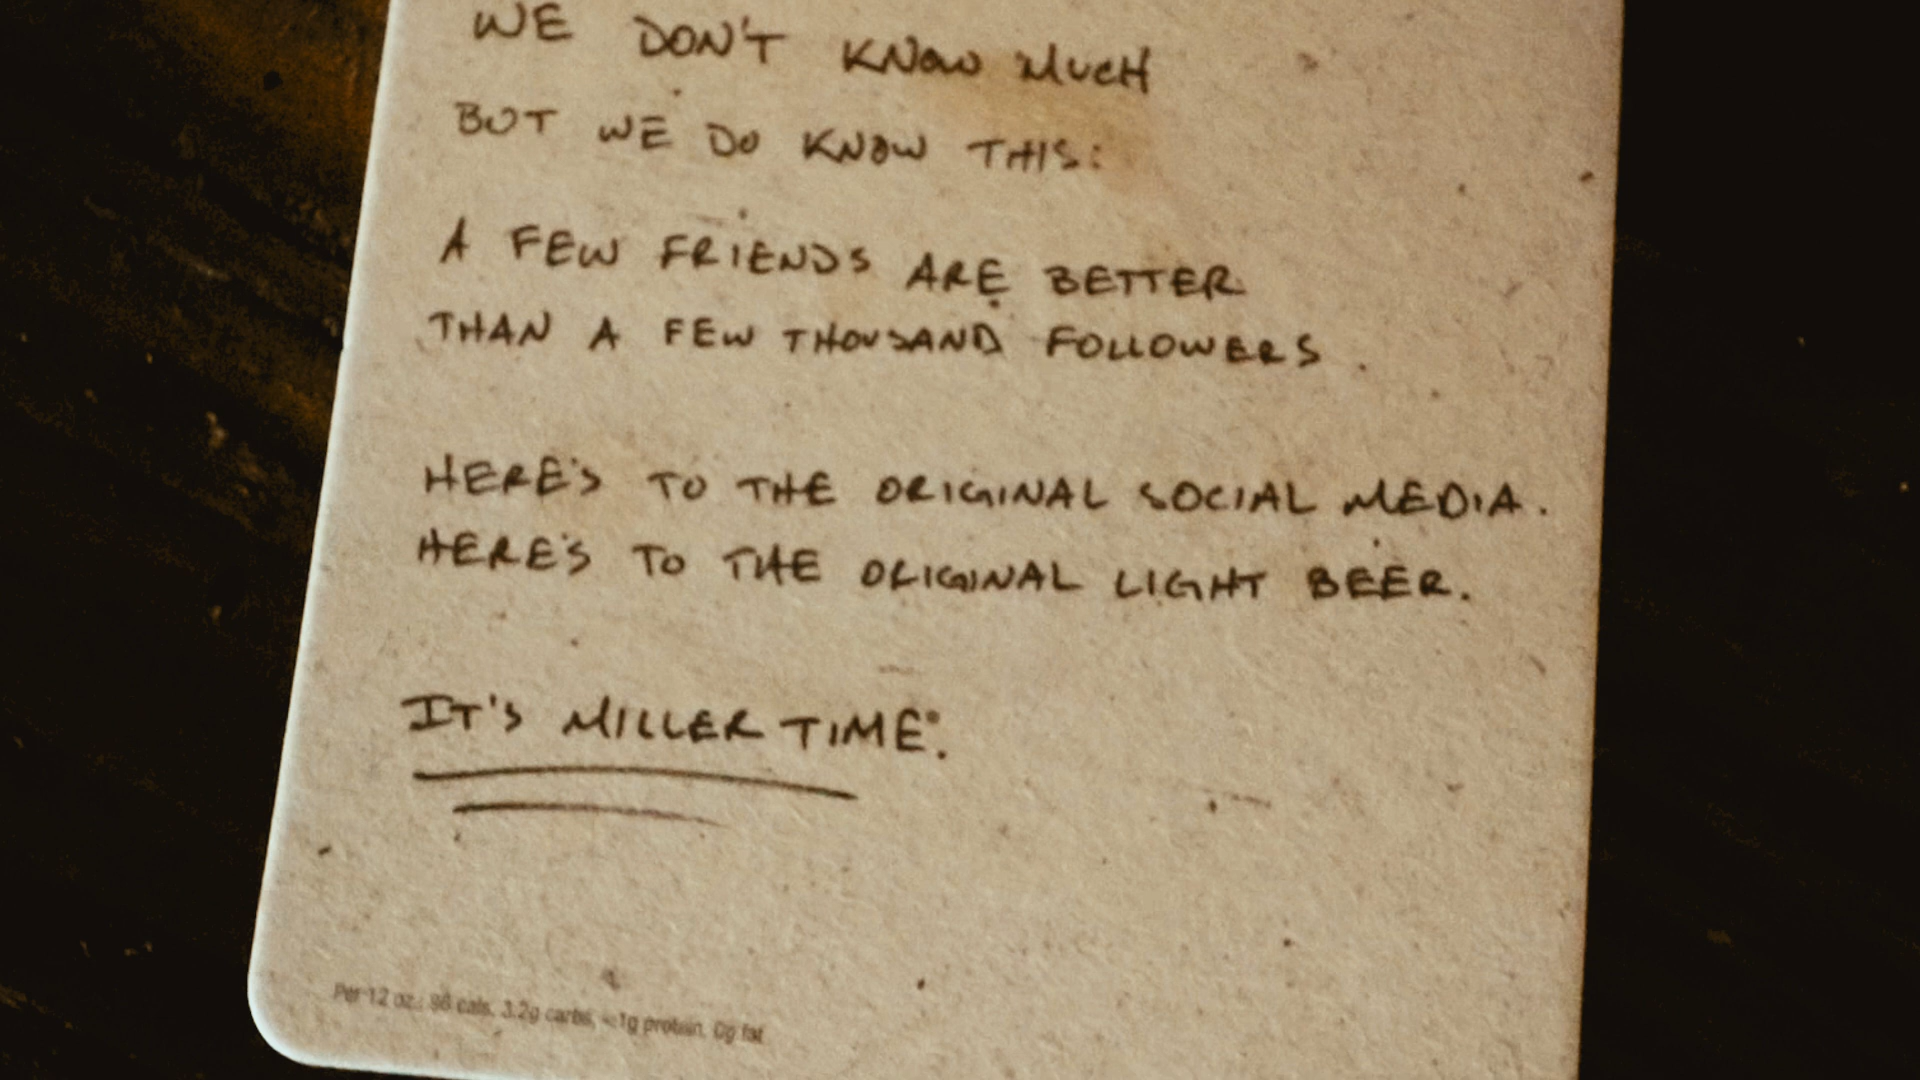 WE DON'T KNOW MUCH
BUT WE DO KNOW THIS:
A FEW FRIENDS ARE BETTER
THAN A FEW THOUSAND FOLLOWERS.
HERE'S TO THE ORIGINAL SOCIAL MEDIA.
HERE'S TO THE ORIGINAL LIGHT BEER.
IT'S MILLER TIME®.
Per 12 oz.: 96 cals, 3.2g carbs, <1g protein, 0g fat